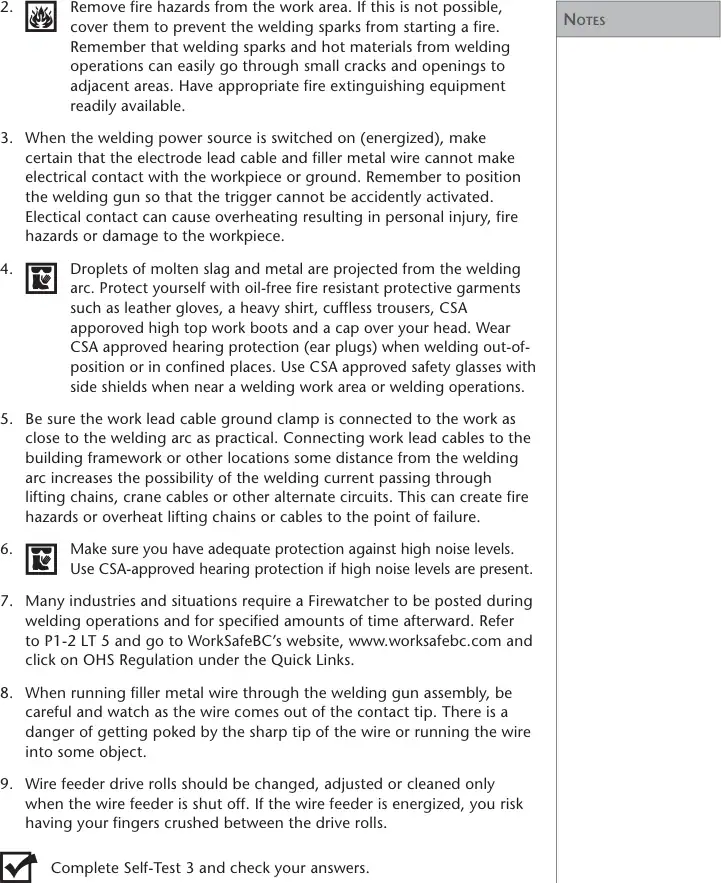 2. Remove fire hazards from the work area. If this is not possible,
cover them to prevent the welding sparks from starting a fire.
Remember that welding sparks and hot materials from welding
operations can easily go through small cracks and openings to
adjacent areas. Have appropriate fire extinguishing equipment
readily available.
3. When the welding power source is switched on (energized), make
certain that the electrode lead cable and filler metal wire cannot make
electrical contact with the workpiece or ground. Remember to position
the welding gun so that the trigger cannot be accidently activated.
Electical contact can cause overheating resulting in personal injury, fire
hazards or damage to the workpiece.
4. Droplets of molten slag and metal are projected from the welding
arc. Protect yourself with oil-free fire resistant protective garments
such as leather gloves, a heavy shirt, cuffless trousers, CSA
apporoved high top work boots and a cap over your head. Wear
CSA approved hearing protection (ear plugs) when welding out-of-
position or in confined places. Use CSA approved safety glasses with
side shields when near a welding work area or welding operations.
5. Be sure the work lead cable ground clamp is connected to the work as
close to the welding arc as practical. Connecting work lead cables to the
building framework or other locations some distance from the welding
arc increases the possibility of the welding current passing through
lifting chains, crane cables or other alternate circuits. This can create fire
hazards or overheat lifting chains or cables to the point of failure.
6. Make sure you have adequate protection against high noise levels.
Use CSA-approved hearing protection if high noise levels are present.
7. Many industries and situations require a Firewatcher to be posted during
welding operations and for specified amounts of time afterward. Refer
to P1-2 LT 5 and go to WorkSafeBC’s website, www.worksafebc.com and
click on OHS Regulation under the Quick Links.
8. When running filler metal wire through the welding gun assembly, be
careful and watch as the wire comes out of the contact tip. There is a
danger of getting poked by the sharp tip of the wire or running the wire
into some object.
9. Wire feeder drive rolls should be changed, adjusted or cleaned only
when the wire feeder is shut off. If the wire feeder is energized, you risk
having your fingers crushed between the drive rolls.
Complete Self-Test 3 and check your answers.
NOTES